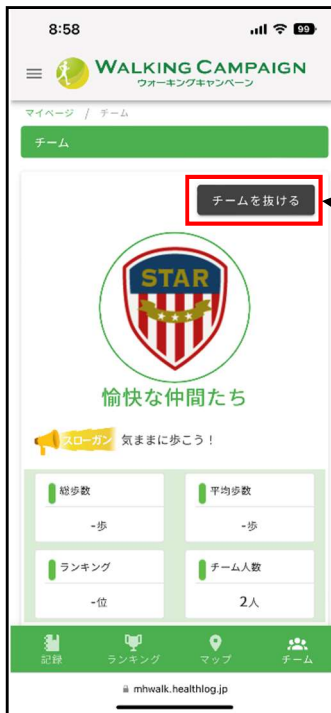 8:58
99
WALKING CAMPAIGN
ウオーキングキャンペーン
マイページ / チーム
チーム
チームを抜ける
STAR
愉快な仲間たち
スローガン 気ままに歩こう！
総歩数 平均歩数
-歩 -歩
ランキング チーム人数
-位 2人
記録 ランキング マップ チーム
mhwalk.healthlog.jp